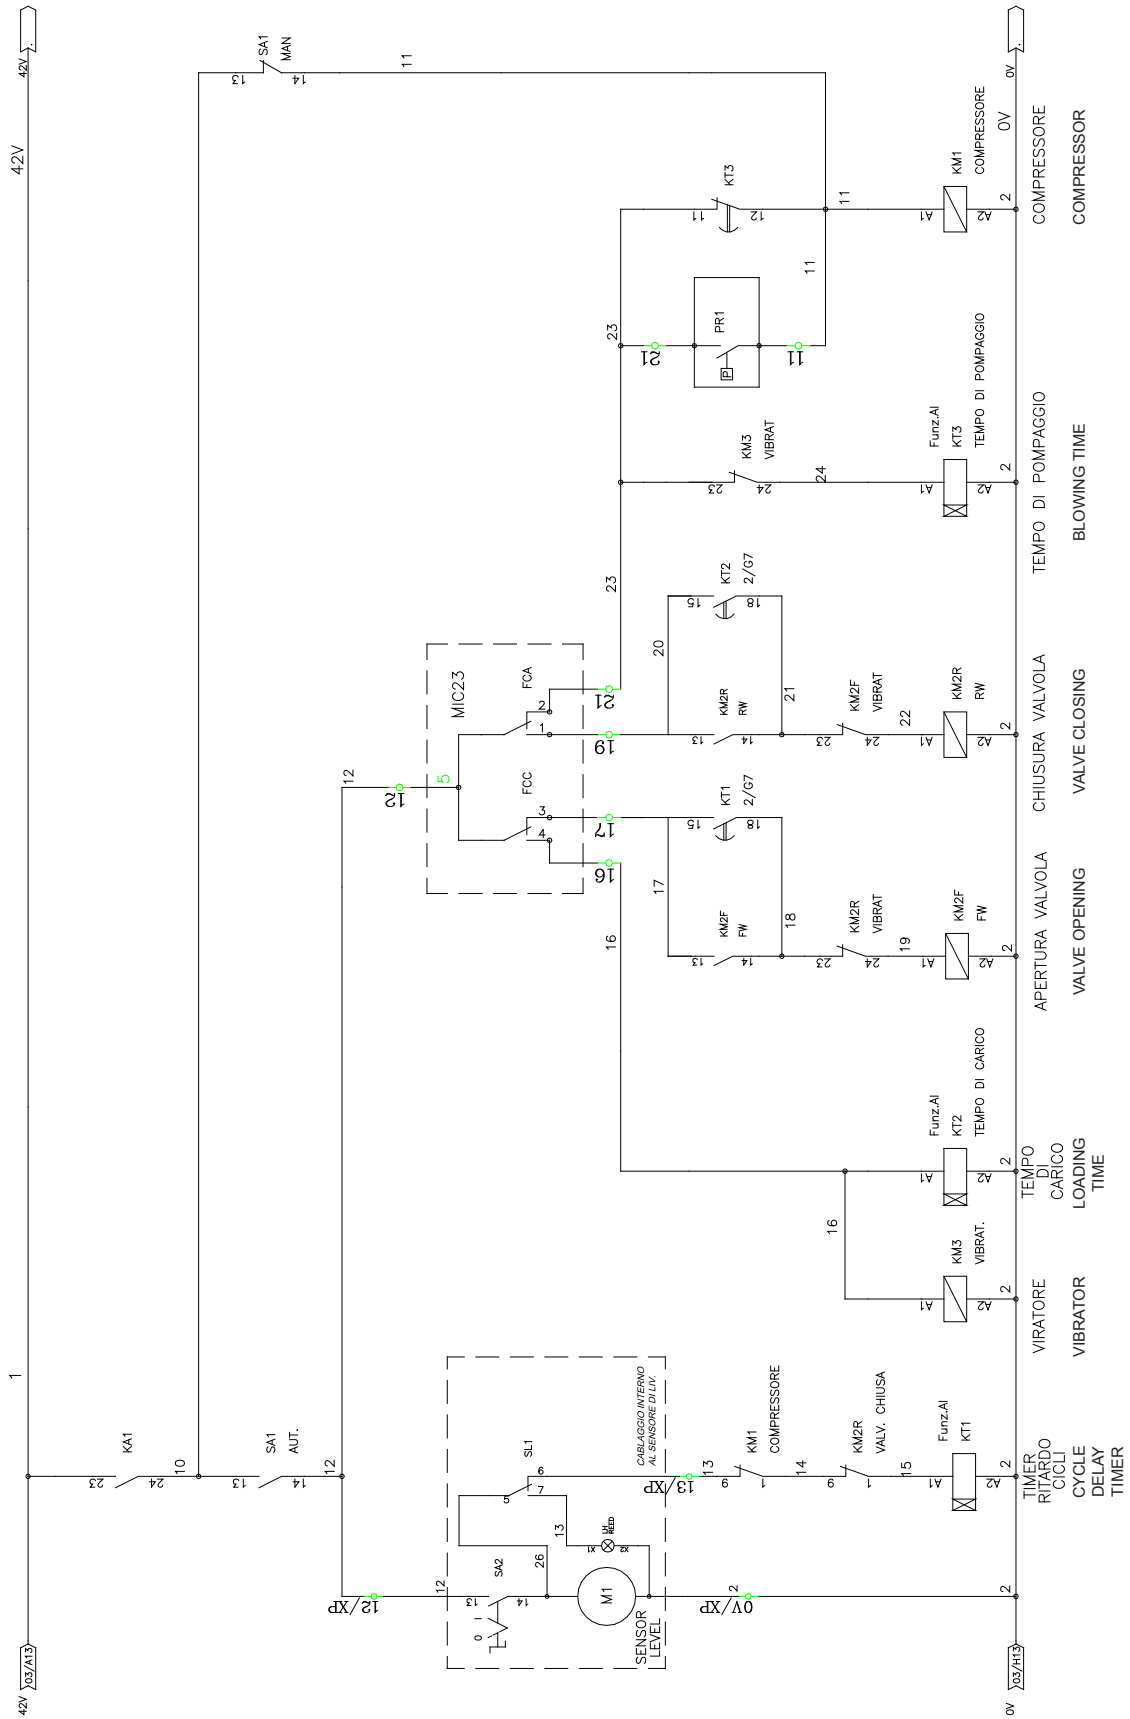 42V
03/A13
42V
1
42V
.
KA1
23
24
10
SA1
AUT.
13
14
12
SA1
MAN
13
14
11
12
12
5
MIC23
FCC
3
4
FCA
2
1
16
17
19
21
12/XP
12
SA2
13
14
0 I
26
SL1
5
6
7
13
LH
REED
X1
X2
M1
SENSOR
LEVEL
CABLAGGIO INTERNO
AL SENSORE DI LIV.
0V/XP
2
13/XP
13
KM1
COMPRESSORE
9
1
14
KM2R
VALV. CHIUSA
9
1
15
Funz.AI
KT1
A1
A2
2
16
16
KM3
VIBRAT.
A1
A2
2
Funz.AI
KT2
TEMPO DI CARICO
A1
A2
2
17
KM2F
FW
13
14
KT1
2/G7
15
18
18
KM2R
VIBRAT
23
24
19
KM2F
FW
A1
A2
2
20
KM2R
RW
13
14
KT2
2/G7
15
18
21
KM2F
VIBRAT
23
24
22
KM2R
RW
A1
A2
2
23
KM3
VIBRAT
23
24
24
Funz.AI
KT3
TEMPO DI POMPAGGIO
A1
A2
2
23
21
PR1
P
11
11
KT3
11
12
11
KM1
COMPRESSORE
A1
A2
2
0V
03/H13
2
0V
0V
.
TIMER
RITARDO
CICLI
CYCLE
DELAY
TIMER
VIRATORE
VIBRATOR
TEMPO
DI
CARICO
LOADING
TIME
APERTURA VALVOLA
VALVE OPENING
CHIUSURA VALVOLA
VALVE CLOSING
TEMPO DI POMPAGGIO
BLOWING TIME
COMPRESSORE
COMPRESSOR